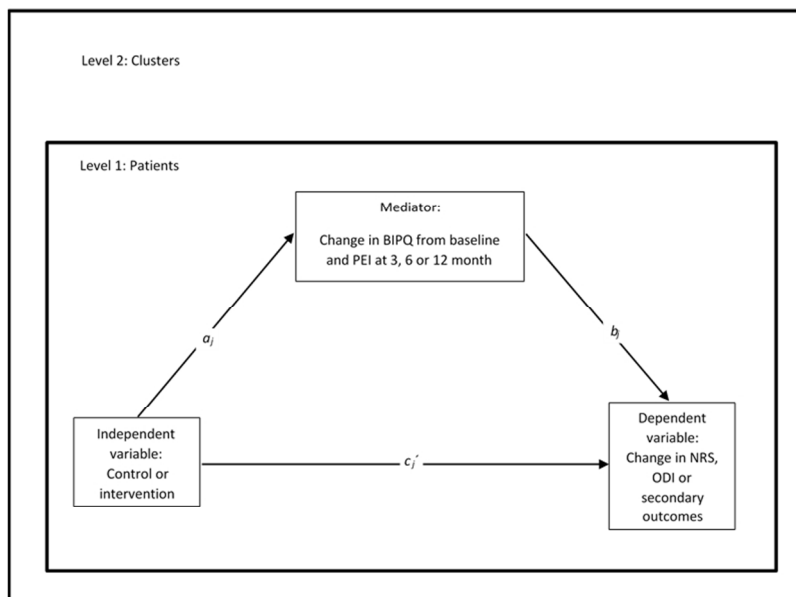 Level 2: Clusters
Level 1: Patients
Mediator:
Change in BIPQ from baseline
and PEI at 3, 6 or 12 month
aj
bj
Independent
variable:
Control or
intervention
cj´
Dependent
variable:
Change in NRS,
ODI or
secondary
outcomes